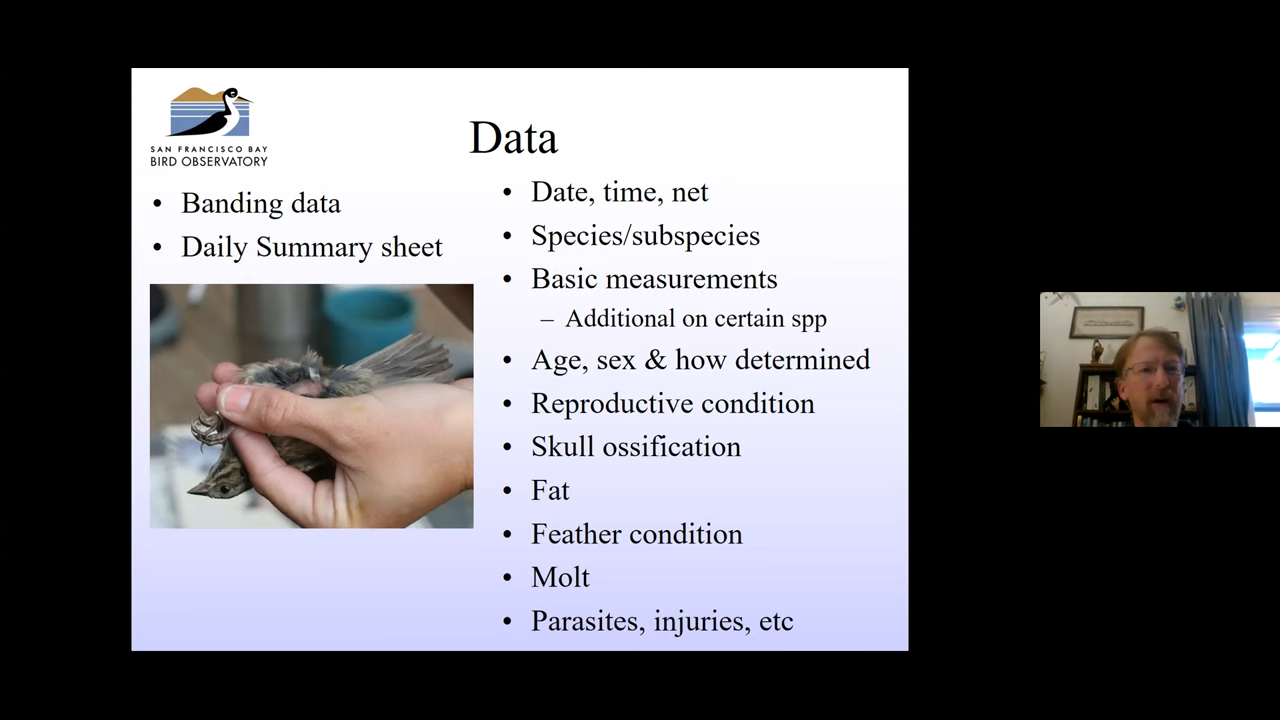 SAN FRANCISCO BAY
BIRD OBSERVATORY
Data
• Banding data
• Daily Summary sheet
• Date, time, net
• Species/subspecies
• Basic measurements
– Additional on certain spp
• Age, sex & how determined
• Reproductive condition
• Skull ossification
• Fat
• Feather condition
• Molt
• Parasites, injuries, etc